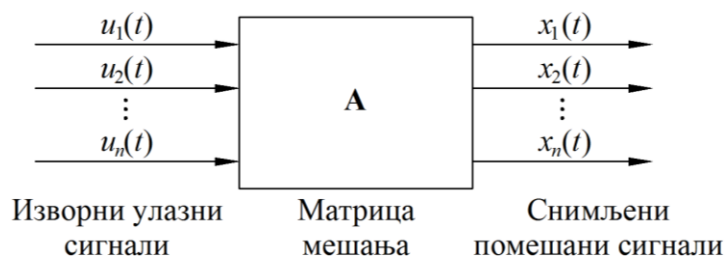 u₁(t) x₁(t)
u₂(t) A x₂(t)
⋮ ⋮
uₙ(t) xₙ(t)
Изворни улазни Матрица Снимљени
сигнали мешања помешани сигнали